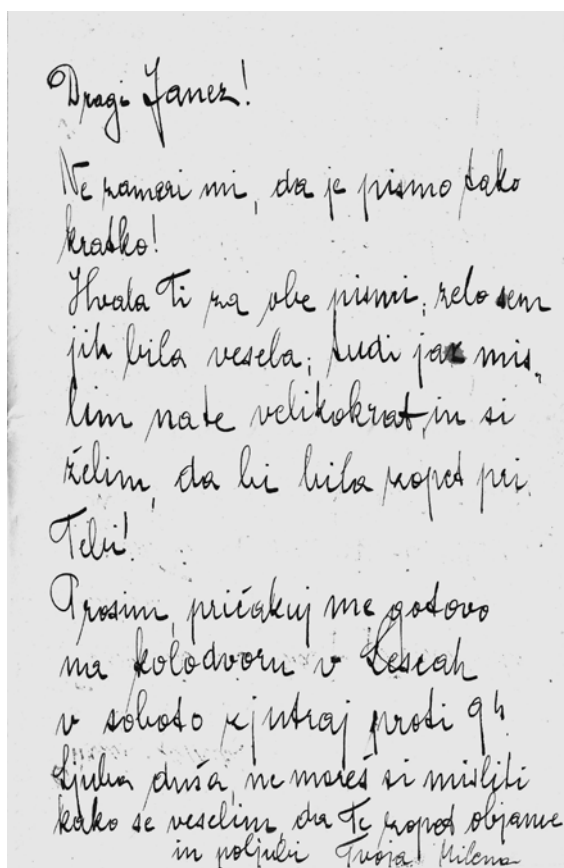 Dragi Janez!
Ne zameri mi, da je pismo tako
kratko!
Hvala Ti za obe pismi, zelo sem
jih bila vesela; tudi jaz mis-
lim nate velikokrat, in si
želim, da bi bila zopet pri
Tebi!
Prosim, pričakuj me gotovo
na kolodvoru v Lescah
v soboto zjutraj proti 9h.
Ljuba duša, ne moreš si misliti
kako se veselim, da Te zopet objame
in poljubi Tvoja Milena